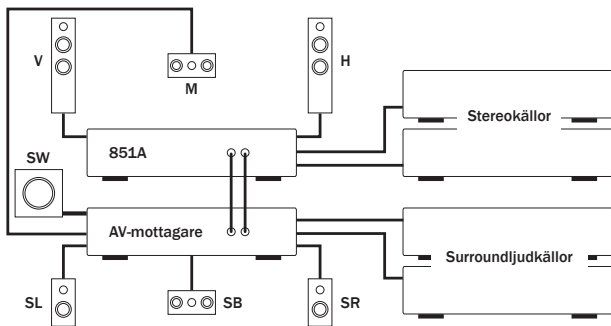 V
M
H
Stereokällor
851A
SW
AV-mottagare
Surroundljudkällor
SL
SB
SR